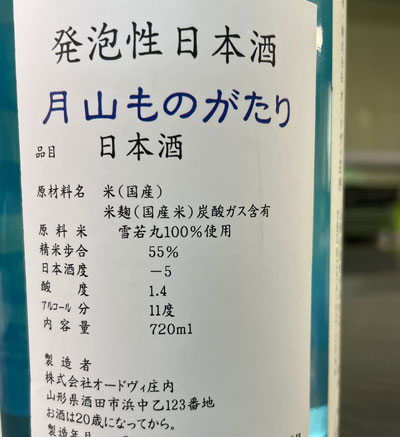 発泡性日本酒
月山ものがたり
品目 日本酒
原材料名 米(国産)
米麹(国産米)炭酸ガス含有
原料米 雪若丸100%使用
精米歩合 55%
日本酒度 −5
酸度 1.4
アルコール分 11度
内容量 720ml
製造者
株式会社オードヴィ庄内
山形県酒田市浜中乙123番地
お酒は20歳になってから。
製造年月